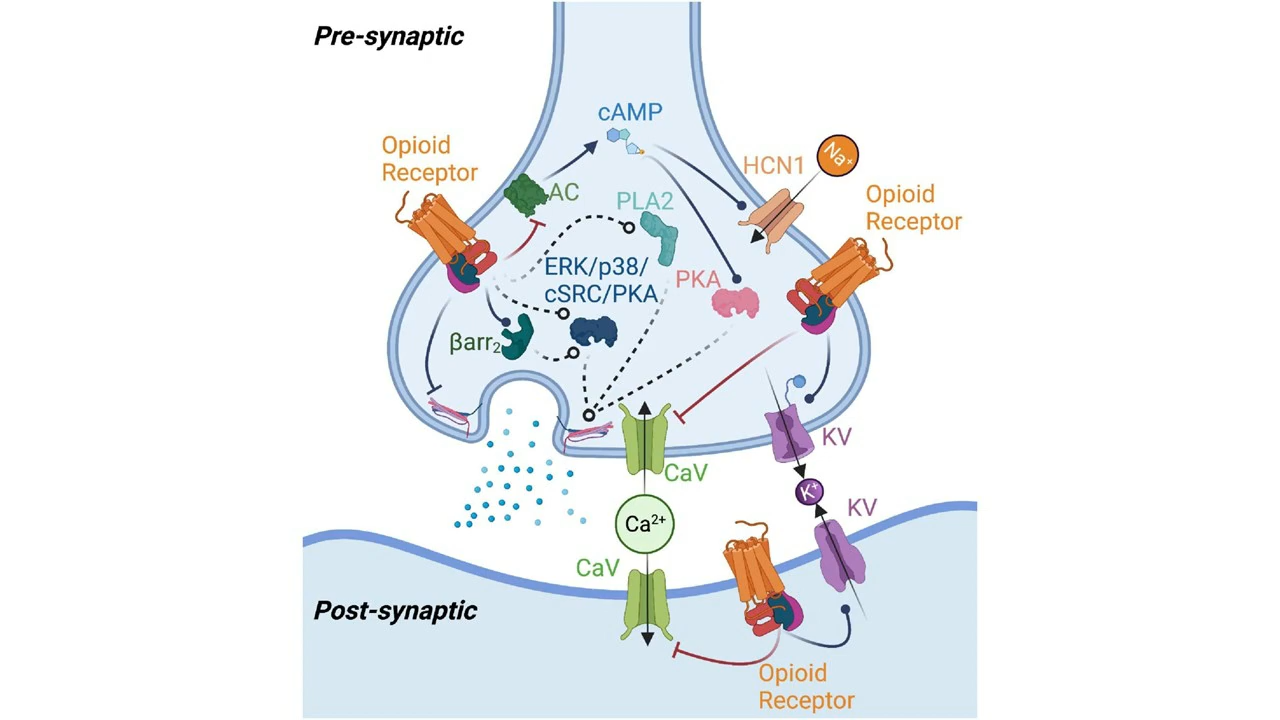 Pre-synaptic
cAMP
Opioid
Receptor
Na+
HCN1
AC
Opioid
Receptor
PLA2
ERK/p38/
cSRC/PKA
PKA
βarr₂
KV
CaV
K+
KV
Ca²⁺
CaV
Post-synaptic
Opioid
Receptor